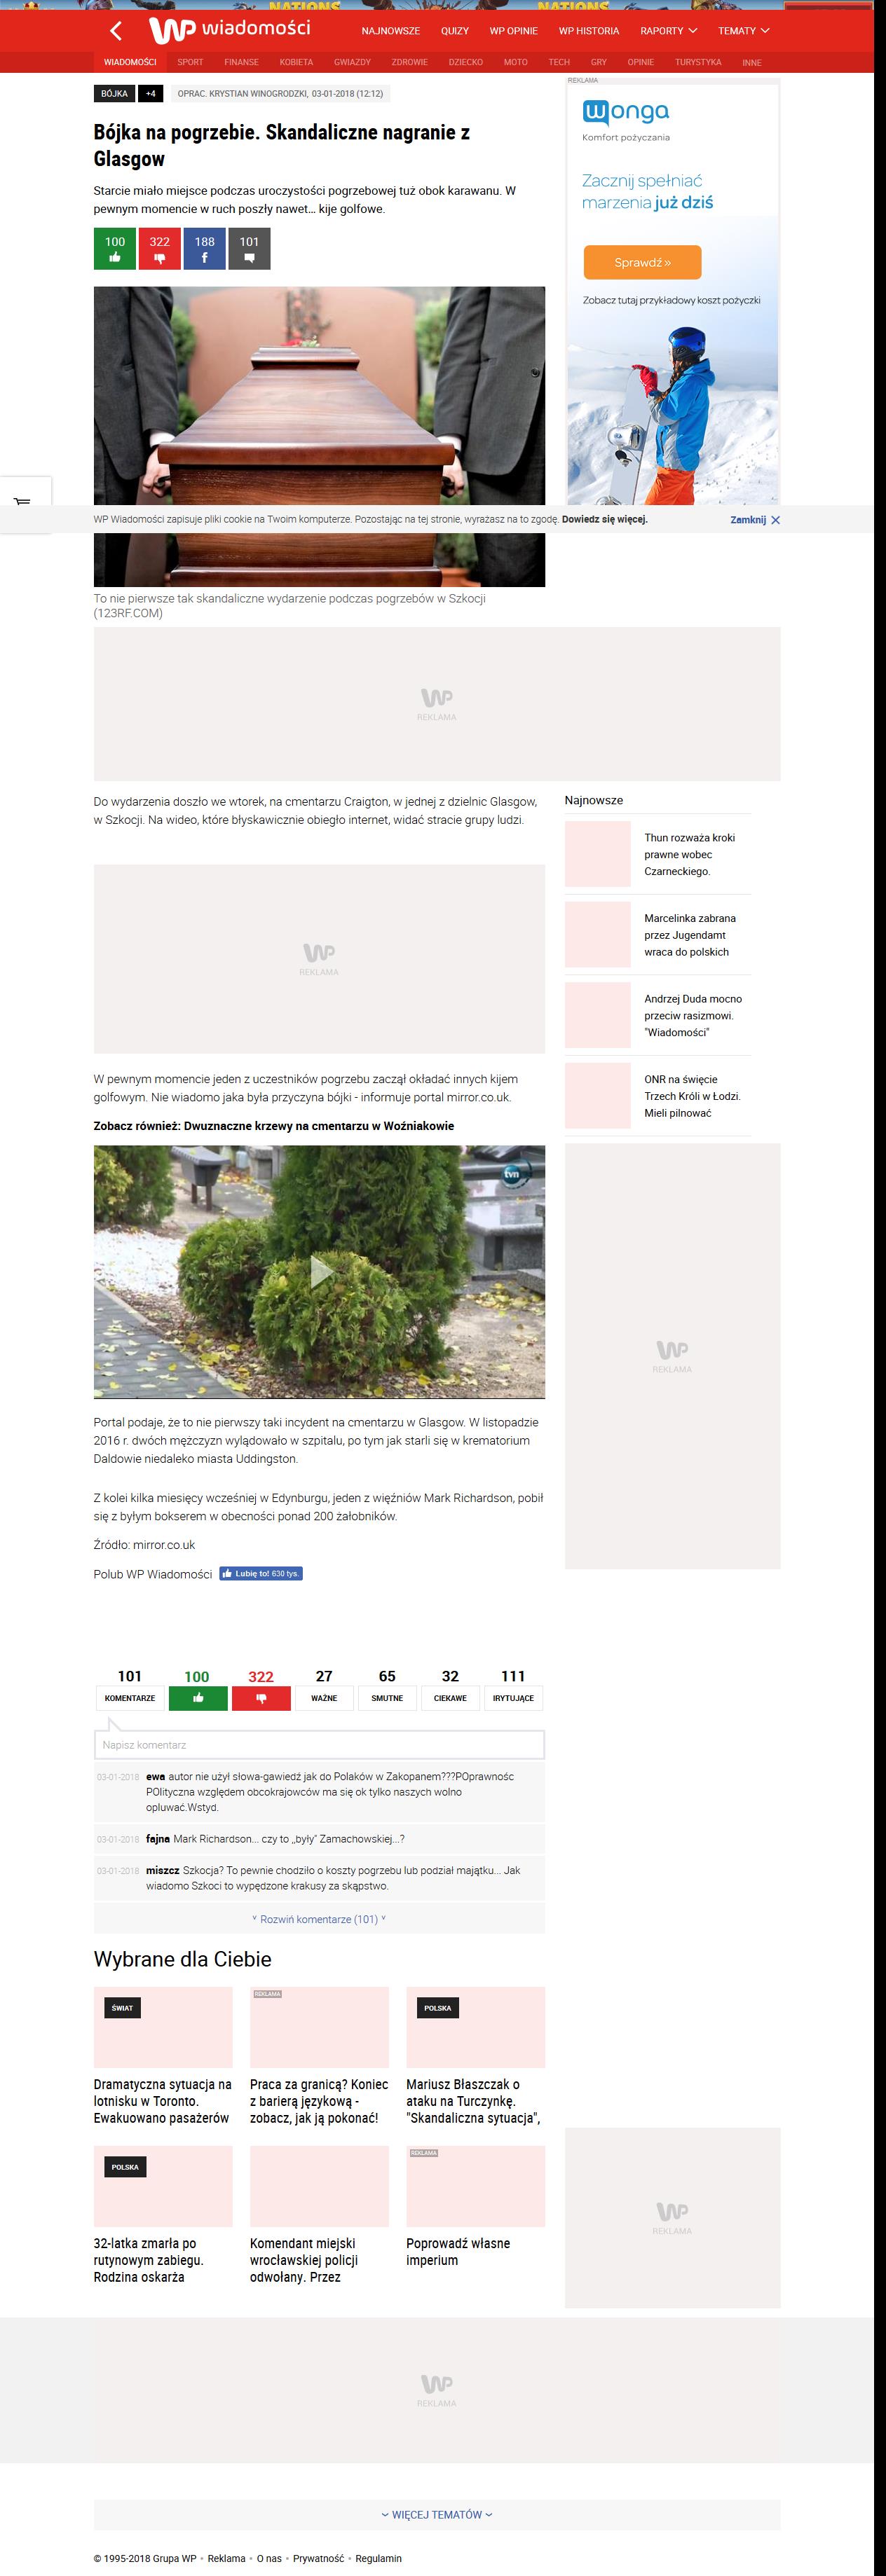 NATIONS
NATIONS
WP wiadomości
NAJNOWSZE
QUIZY
WP OPINIE
WP HISTORIA
RAPORTY
TEMATY
WIADOMOŚCI
SPORT
FINANSE
KOBIETA
GWIAZDY
ZDROWIE
DZIECKO
MOTO
TECH
GRY
OPINIE
TURYSTYKA
INNE
BÓJKA
+4
OPRAC. KRYSTIAN WINOGRODZKI, 03-01-2018 (12:12)
Bójka na pogrzebie. Skandaliczne nagranie z
Glasgow
Starcie miało miejsce podczas uroczystości pogrzebowej tuż obok karawanu. W
pewnym momencie w ruch poszły nawet… kije golfowe.
100
322
188
f
101
REKLAMA
wonga
Komfort pożyczania
Zacznij spełniać
marzenia już dziś
Sprawdź »
Zobacz tutaj przykładowy koszt pożyczki
WP Wiadomości zapisuje pliki cookie na Twoim komputerze. Pozostając na tej stronie, wyrażasz na to zgodę. Dowiedz się więcej.
Zamknij
To nie pierwsze tak skandaliczne wydarzenie podczas pogrzebów w Szkocji
(123RF.COM)
WP
REKLAMA
Do wydarzenia doszło we wtorek, na cmentarzu Craigton, w jednej z dzielnic Glasgow,
w Szkocji. Na wideo, które błyskawicznie obiegło internet, widać stracie grupy ludzi.
WP
REKLAMA
W pewnym momencie jeden z uczestników pogrzebu zaczął okładać innych kijem
golfowym. Nie wiadomo jaka była przyczyna bójki - informuje portal mirror.co.uk.
Zobacz również: Dwuznaczne krzewy na cmentarzu w Woźniakowie
tvn
Portal podaje, że to nie pierwszy taki incydent na cmentarzu w Glasgow. W listopadzie
2016 r. dwóch mężczyzn wylądowało w szpitalu, po tym jak starli się w krematorium
Daldowie niedaleko miasta Uddingston.
Z kolei kilka miesięcy wcześniej w Edynburgu, jeden z więźniów Mark Richardson, pobił
się z byłym bokserem w obecności ponad 200 żałobników.
Źródło: mirror.co.uk
Polub WP Wiadomości
Lubię to! 630 tys.
Najnowsze
Thun rozważa kroki
prawne wobec
Czarneckiego.
Marcelinka zabrana
przez Jugendamt
wraca do polskich
Andrzej Duda mocno
przeciw rasizmowi.
"Wiadomości"
ONR na święcie
Trzech Króli w Łodzi.
Mieli pilnować
WP
REKLAMA
101
KOMENTARZE
100
322
27
WAŻNE
65
SMUTNE
32
CIEKAWE
111
IRYTUJĄCE
Napisz komentarz
03-01-2018 ewa autor nie użył słowa-gawiedź jak do Polaków w Zakopanem???POprawnośc
POlityczna względem obcokrajowców ma się ok tylko naszych wolno
opluwać.Wstyd.
03-01-2018 fajna Mark Richardson... czy to ,,były" Zamachowskiej...?
03-01-2018 miszcz Szkocja? To pewnie chodziło o koszty pogrzebu lub podział majątku... Jak
wiadomo Szkoci to wypędzone krakusy za skąpstwo.
Rozwiń komentarze (101)
Wybrane dla Ciebie
ŚWIAT
Dramatyczna sytuacja na
lotnisku w Toronto.
Ewakuowano pasażerów
REKLAMA
Praca za granicą? Koniec
z barierą językową -
zobacz, jak ją pokonać!
POLSKA
Mariusz Błaszczak o
ataku na Turczynkę.
"Skandaliczna sytuacja",
POLSKA
32-latka zmarła po
rutynowym zabiegu.
Rodzina oskarża
Komendant miejski
wrocławskiej policji
odwołany. Przez
REKLAMA
Poprowadź własne
imperium
WP
REKLAMA
WP
REKLAMA
WIĘCEJ TEMATÓW
© 1995-2018 Grupa WP • Reklama • O nas • Prywatność • Regulamin